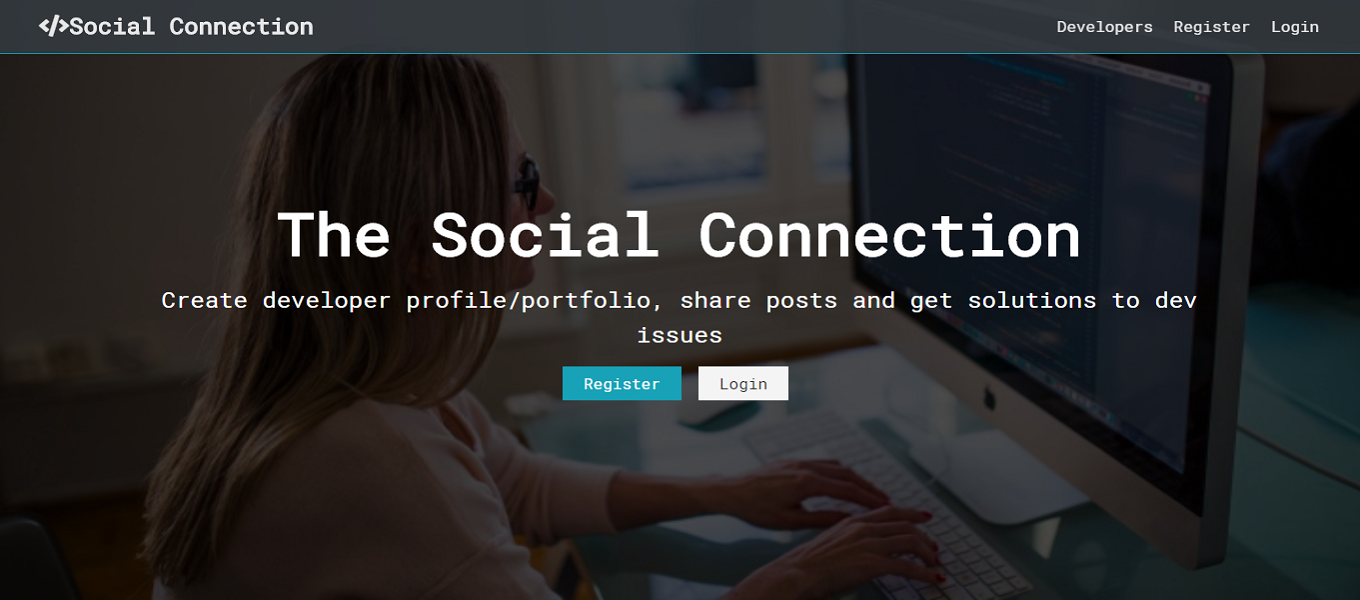 </>Social Connection
Developers Register Login
The Social Connection
Create developer profile/portfolio, share posts and get solutions to dev
issues
Register Login